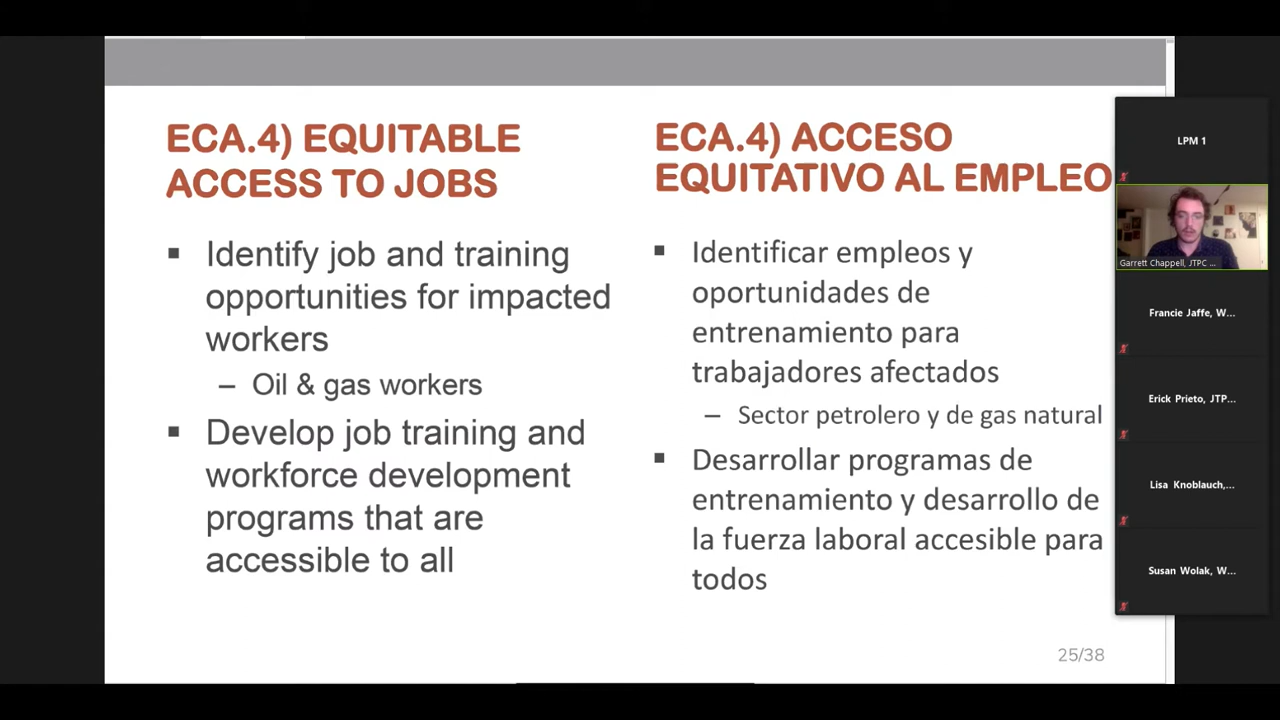 ECA.4) EQUITABLE
ACCESS TO JOBS
▪ Identify job and training
opportunities for impacted
workers
– Oil & gas workers
▪ Develop job training and
workforce development
programs that are
accessible to all
ECA.4) ACCESO
EQUITATIVO AL EMPLEO
▪ Identificar empleos y
oportunidades de
entrenamiento para
trabajadores afectados
– Sector petrolero y de gas natural
▪ Desarrollar programas de
entrenamiento y desarrollo de
la fuerza laboral accesible para
todos
25/38
LPM 1
Garrett Chappell, JTPC ...
Francie Jaffe, W...
Erick Prieto, JTP...
Lisa Knoblauch,...
Susan Wolak, W...